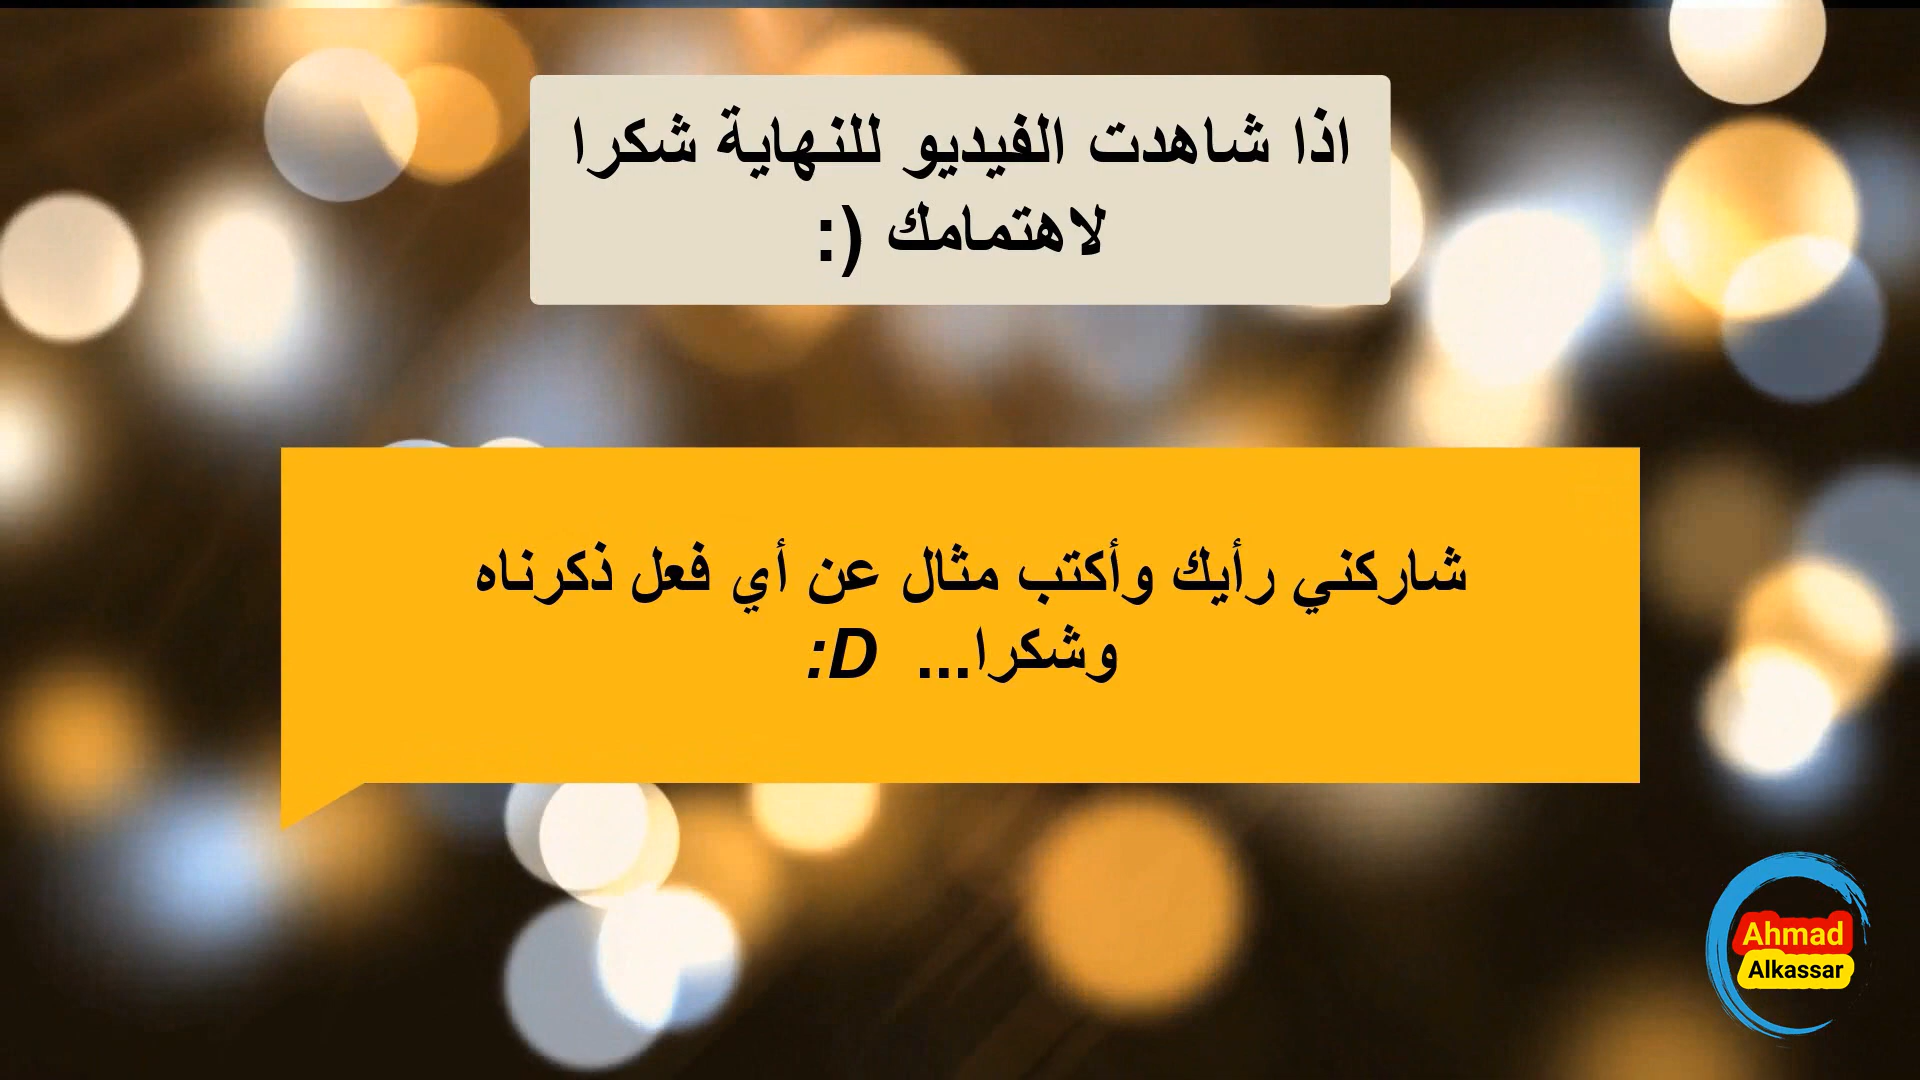 اذا شاهدت الفيديو للنهاية شكرا
لاهتمامك (:
شاركني رأيك وأكتب مثال عن أي فعل ذكرناه
وشكرا... D:
Ahmad
Alkassar